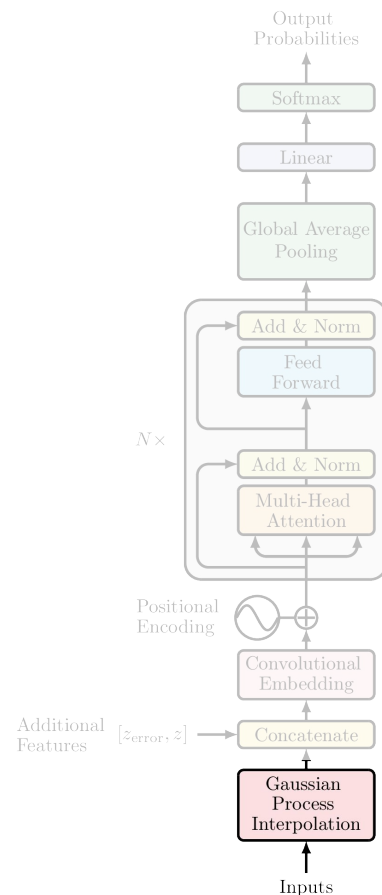 Output
Probabilities
Softmax
Linear
Global Average
Pooling
Add & Norm
Feed
Forward
N×
Add & Norm
Multi-Head
Attention
Positional
Encoding
Convolutional
Embedding
Additional
Features
[z_error, z]
Concatenate
Gaussian
Process
Interpolation
Inputs